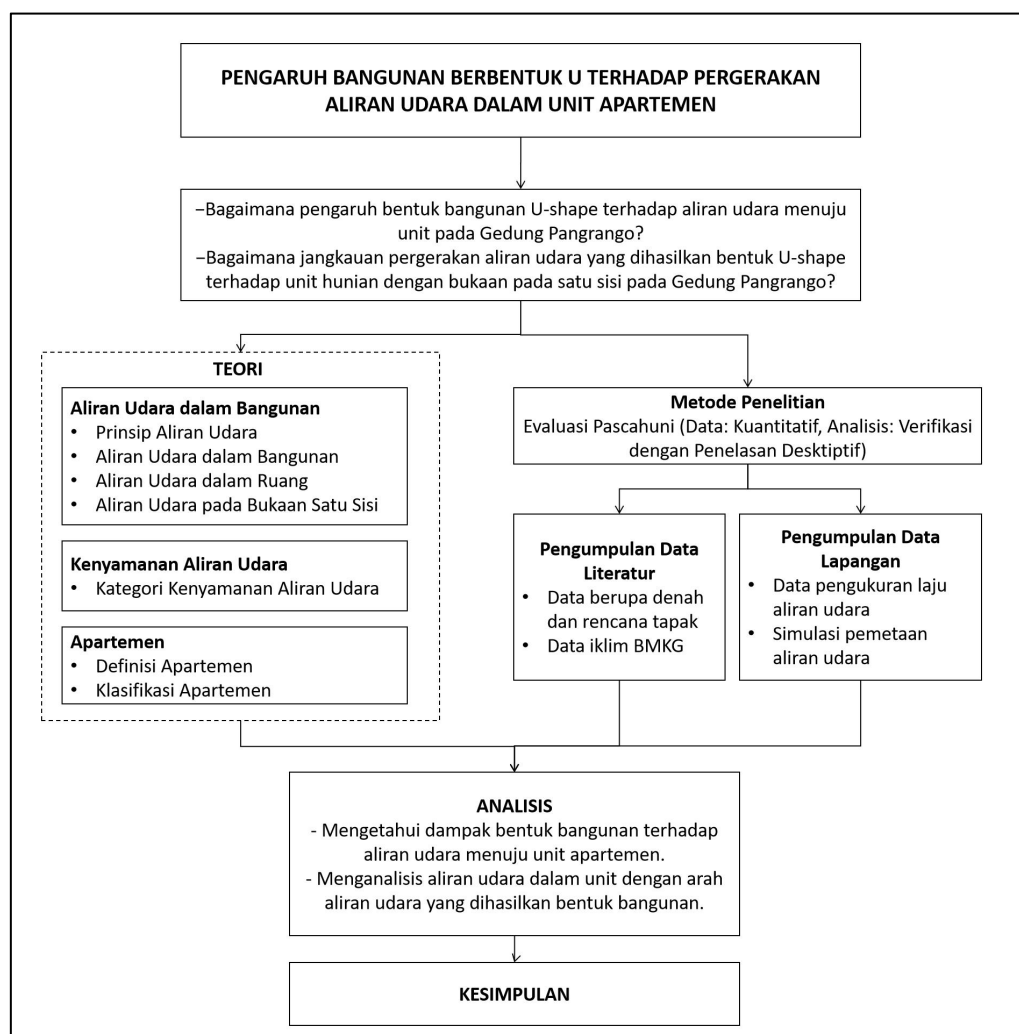 PENGARUH BANGUNAN BERBENTUK U TERHADAP PERGERAKAN
ALIRAN UDARA DALAM UNIT APARTEMEN
−Bagaimana pengaruh bentuk bangunan U-shape terhadap aliran udara menuju
unit pada Gedung Pangrango?
−Bagaimana jangkauan pergerakan aliran udara yang dihasilkan bentuk U-shape
terhadap unit hunian dengan bukaan pada satu sisi pada Gedung Pangrango?
TEORI
Aliran Udara dalam Bangunan
• Prinsip Aliran Udara
• Aliran Udara dalam Bangunan
• Aliran Udara dalam Ruang
• Aliran Udara pada Bukaan Satu Sisi
Kenyamanan Aliran Udara
• Kategori Kenyamanan Aliran Udara
Apartemen
• Definisi Apartemen
• Klasifikasi Apartemen
Metode Penelitian
Evaluasi Pascahuni (Data: Kuantitatif, Analisis: Verifikasi
dengan Penelasan Desktiptif)
Pengumpulan Data
Literatur
• Data berupa denah
dan rencana tapak
• Data iklim BMKG
Pengumpulan Data
Lapangan
• Data pengukuran laju
aliran udara
• Simulasi pemetaan
aliran udara
ANALISIS
- Mengetahui dampak bentuk bangunan terhadap
aliran udara menuju unit apartemen.
- Menganalisis aliran udara dalam unit dengan arah
aliran udara yang dihasilkan bentuk bangunan.
KESIMPULAN